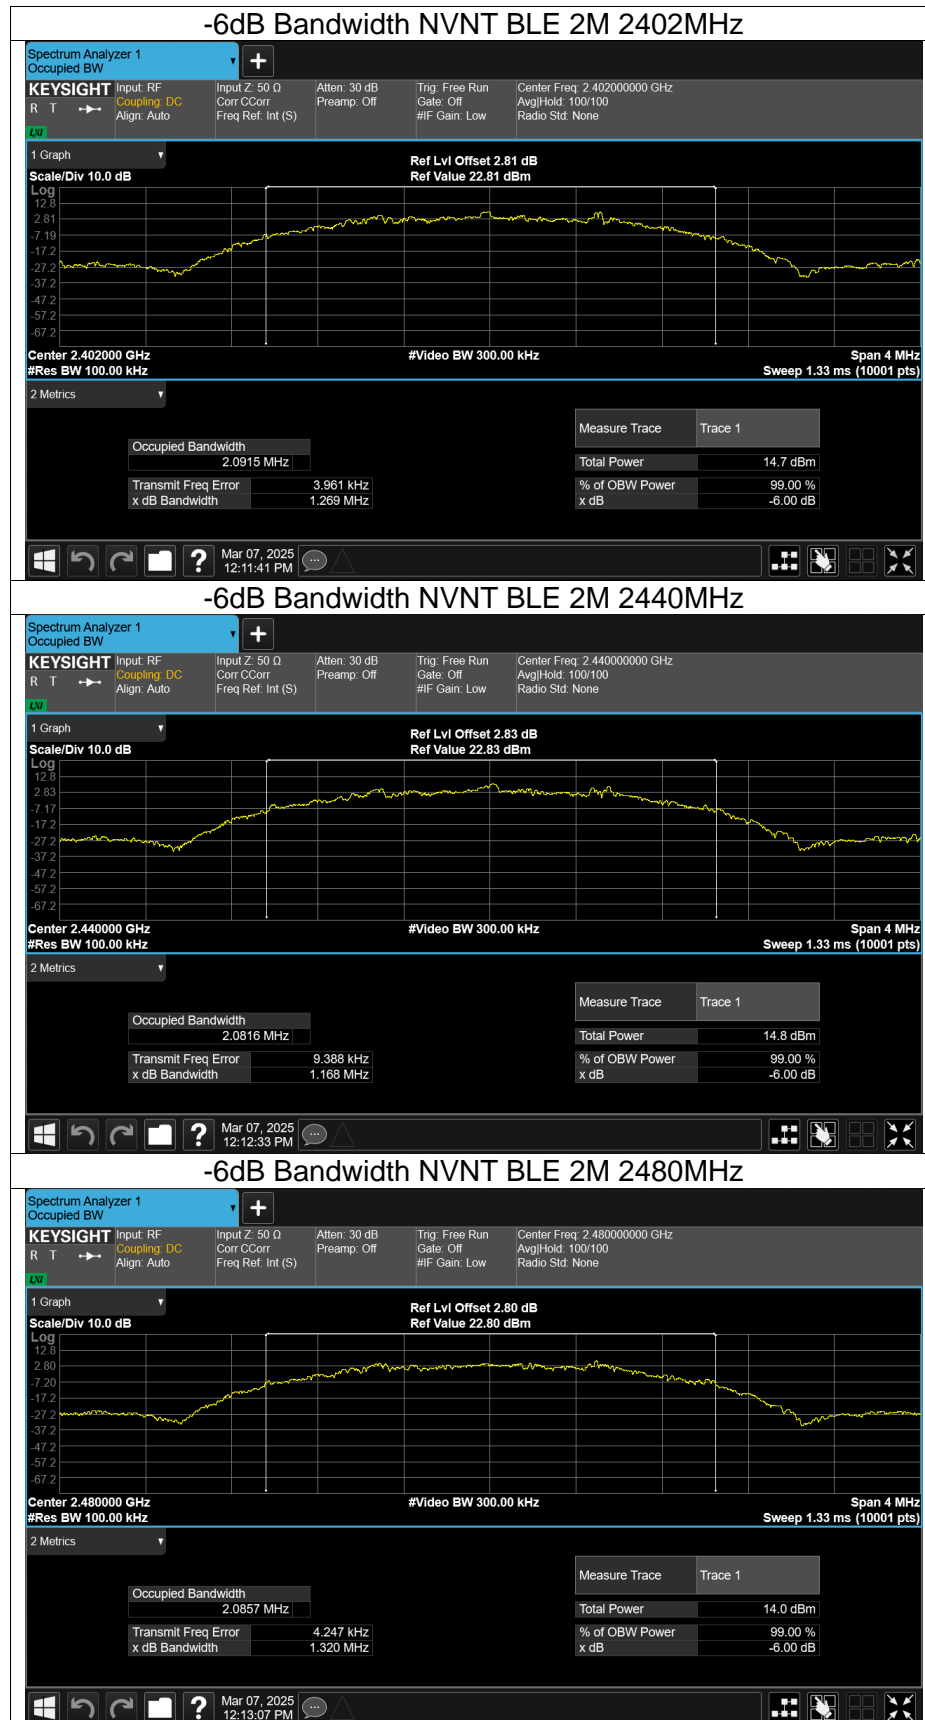 -6dB Bandwidth NVNT BLE 2M 2402MHz
Spectrum Analyzer 1
Occupied BW
+
KEYSIGHT
R T
LXI
Input: RF
Coupling: DC
Align: Auto
Input Z: 50 Ω
Corr CCorr
Freq Ref: Int (S)
Atten: 30 dB
Preamp: Off
Trig: Free Run
Gate: Off
#IF Gain: Low
Center Freq: 2.402000000 GHz
Avg|Hold: 100/100
Radio Std: None
1 Graph
Scale/Div 10.0 dB
Ref Lvl Offset 2.81 dB
Ref Value 22.81 dBm
Log
12.8
2.81
-7.19
-17.2
-27.2
-37.2
-47.2
-57.2
-67.2
Center 2.402000 GHz
#Res BW 100.00 kHz
#Video BW 300.00 kHz
Span 4 MHz
Sweep 1.33 ms (10001 pts)
2 Metrics
Occupied Bandwidth
2.0915 MHz
Transmit Freq Error 3.961 kHz
x dB Bandwidth 1.269 MHz
Measure Trace Trace 1
Total Power 14.7 dBm
% of OBW Power 99.00 %
x dB -6.00 dB
?
Mar 07, 2025
12:11:41 PM
-6dB Bandwidth NVNT BLE 2M 2440MHz
Spectrum Analyzer 1
Occupied BW
+
KEYSIGHT
R T
LXI
Input: RF
Coupling: DC
Align: Auto
Input Z: 50 Ω
Corr CCorr
Freq Ref: Int (S)
Atten: 30 dB
Preamp: Off
Trig: Free Run
Gate: Off
#IF Gain: Low
Center Freq: 2.440000000 GHz
Avg|Hold: 100/100
Radio Std: None
1 Graph
Scale/Div 10.0 dB
Ref Lvl Offset 2.83 dB
Ref Value 22.83 dBm
Log
12.8
2.83
-7.17
-17.2
-27.2
-37.2
-47.2
-57.2
-67.2
Center 2.440000 GHz
#Res BW 100.00 kHz
#Video BW 300.00 kHz
Span 4 MHz
Sweep 1.33 ms (10001 pts)
2 Metrics
Occupied Bandwidth
2.0816 MHz
Transmit Freq Error 9.388 kHz
x dB Bandwidth 1.168 MHz
Measure Trace Trace 1
Total Power 14.8 dBm
% of OBW Power 99.00 %
x dB -6.00 dB
?
Mar 07, 2025
12:12:33 PM
-6dB Bandwidth NVNT BLE 2M 2480MHz
Spectrum Analyzer 1
Occupied BW
+
KEYSIGHT
R T
LXI
Input: RF
Coupling: DC
Align: Auto
Input Z: 50 Ω
Corr CCorr
Freq Ref: Int (S)
Atten: 30 dB
Preamp: Off
Trig: Free Run
Gate: Off
#IF Gain: Low
Center Freq: 2.480000000 GHz
Avg|Hold: 100/100
Radio Std: None
1 Graph
Scale/Div 10.0 dB
Ref Lvl Offset 2.80 dB
Ref Value 22.80 dBm
Log
12.8
2.80
-7.20
-17.2
-27.2
-37.2
-47.2
-57.2
-67.2
Center 2.480000 GHz
#Res BW 100.00 kHz
#Video BW 300.00 kHz
Span 4 MHz
Sweep 1.33 ms (10001 pts)
2 Metrics
Occupied Bandwidth
2.0857 MHz
Transmit Freq Error 4.247 kHz
x dB Bandwidth 1.320 MHz
Measure Trace Trace 1
Total Power 14.0 dBm
% of OBW Power 99.00 %
x dB -6.00 dB
?
Mar 07, 2025
12:13:07 PM